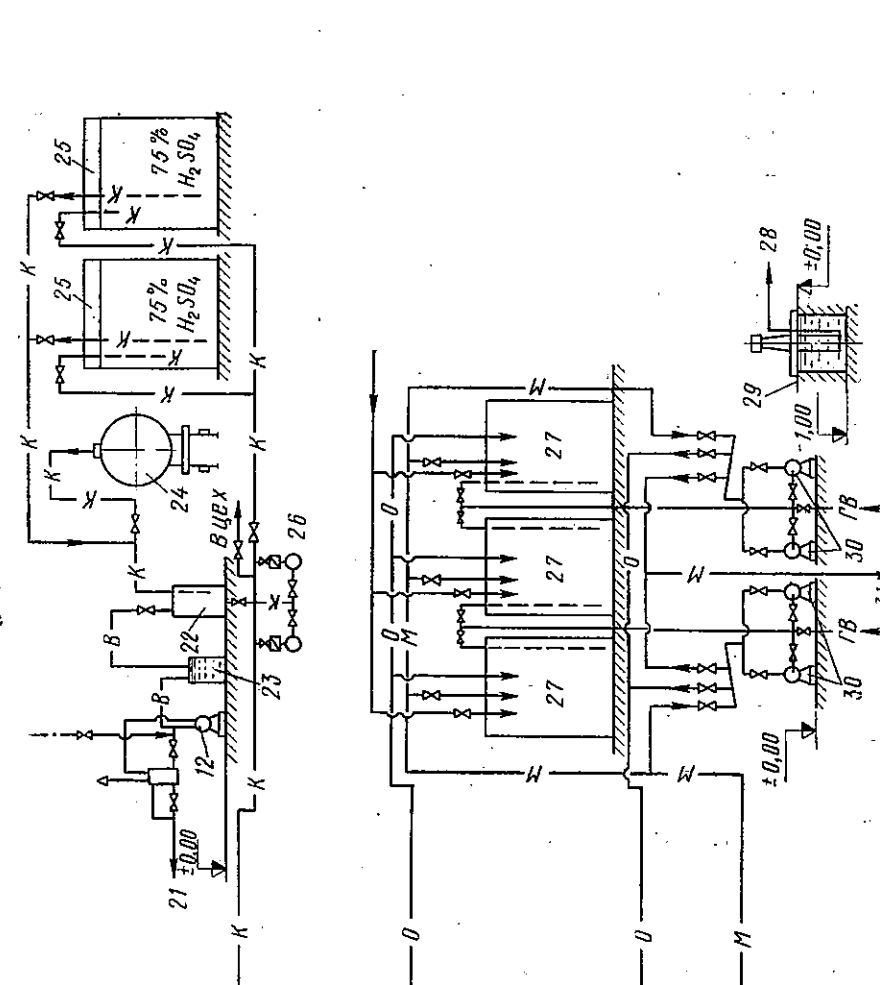 25
75%
H₂SO₄
К
К
К
К
25
75%
H₂SO₄
К
К
К
К
К
К
24
К
К
К
В цех
26
К
К
22
В
23
В
12
±0,00
21
К
К
28
±0,00
29
-1,00
М
27
О
27
О
М
О
М
27
30
ГВ
30
ГВ
±0,00
М
М
О
О
М